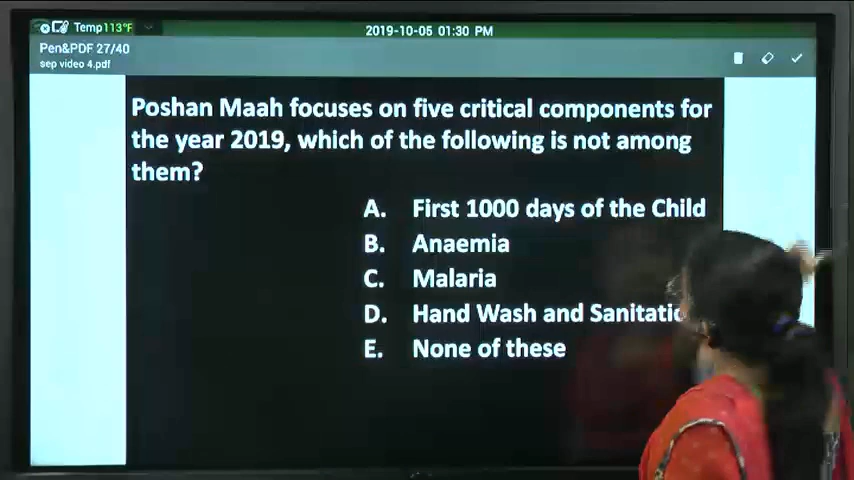 Temp113°F
2019-10-05 01:30 PM
Pen&PDF 27/40
sep video 4.pdf
Poshan Maah focuses on five critical components for
the year 2019, which of the following is not among
them?
A. First 1000 days of the Child
B. Anaemia
C. Malaria
D. Hand Wash and
E. None of these